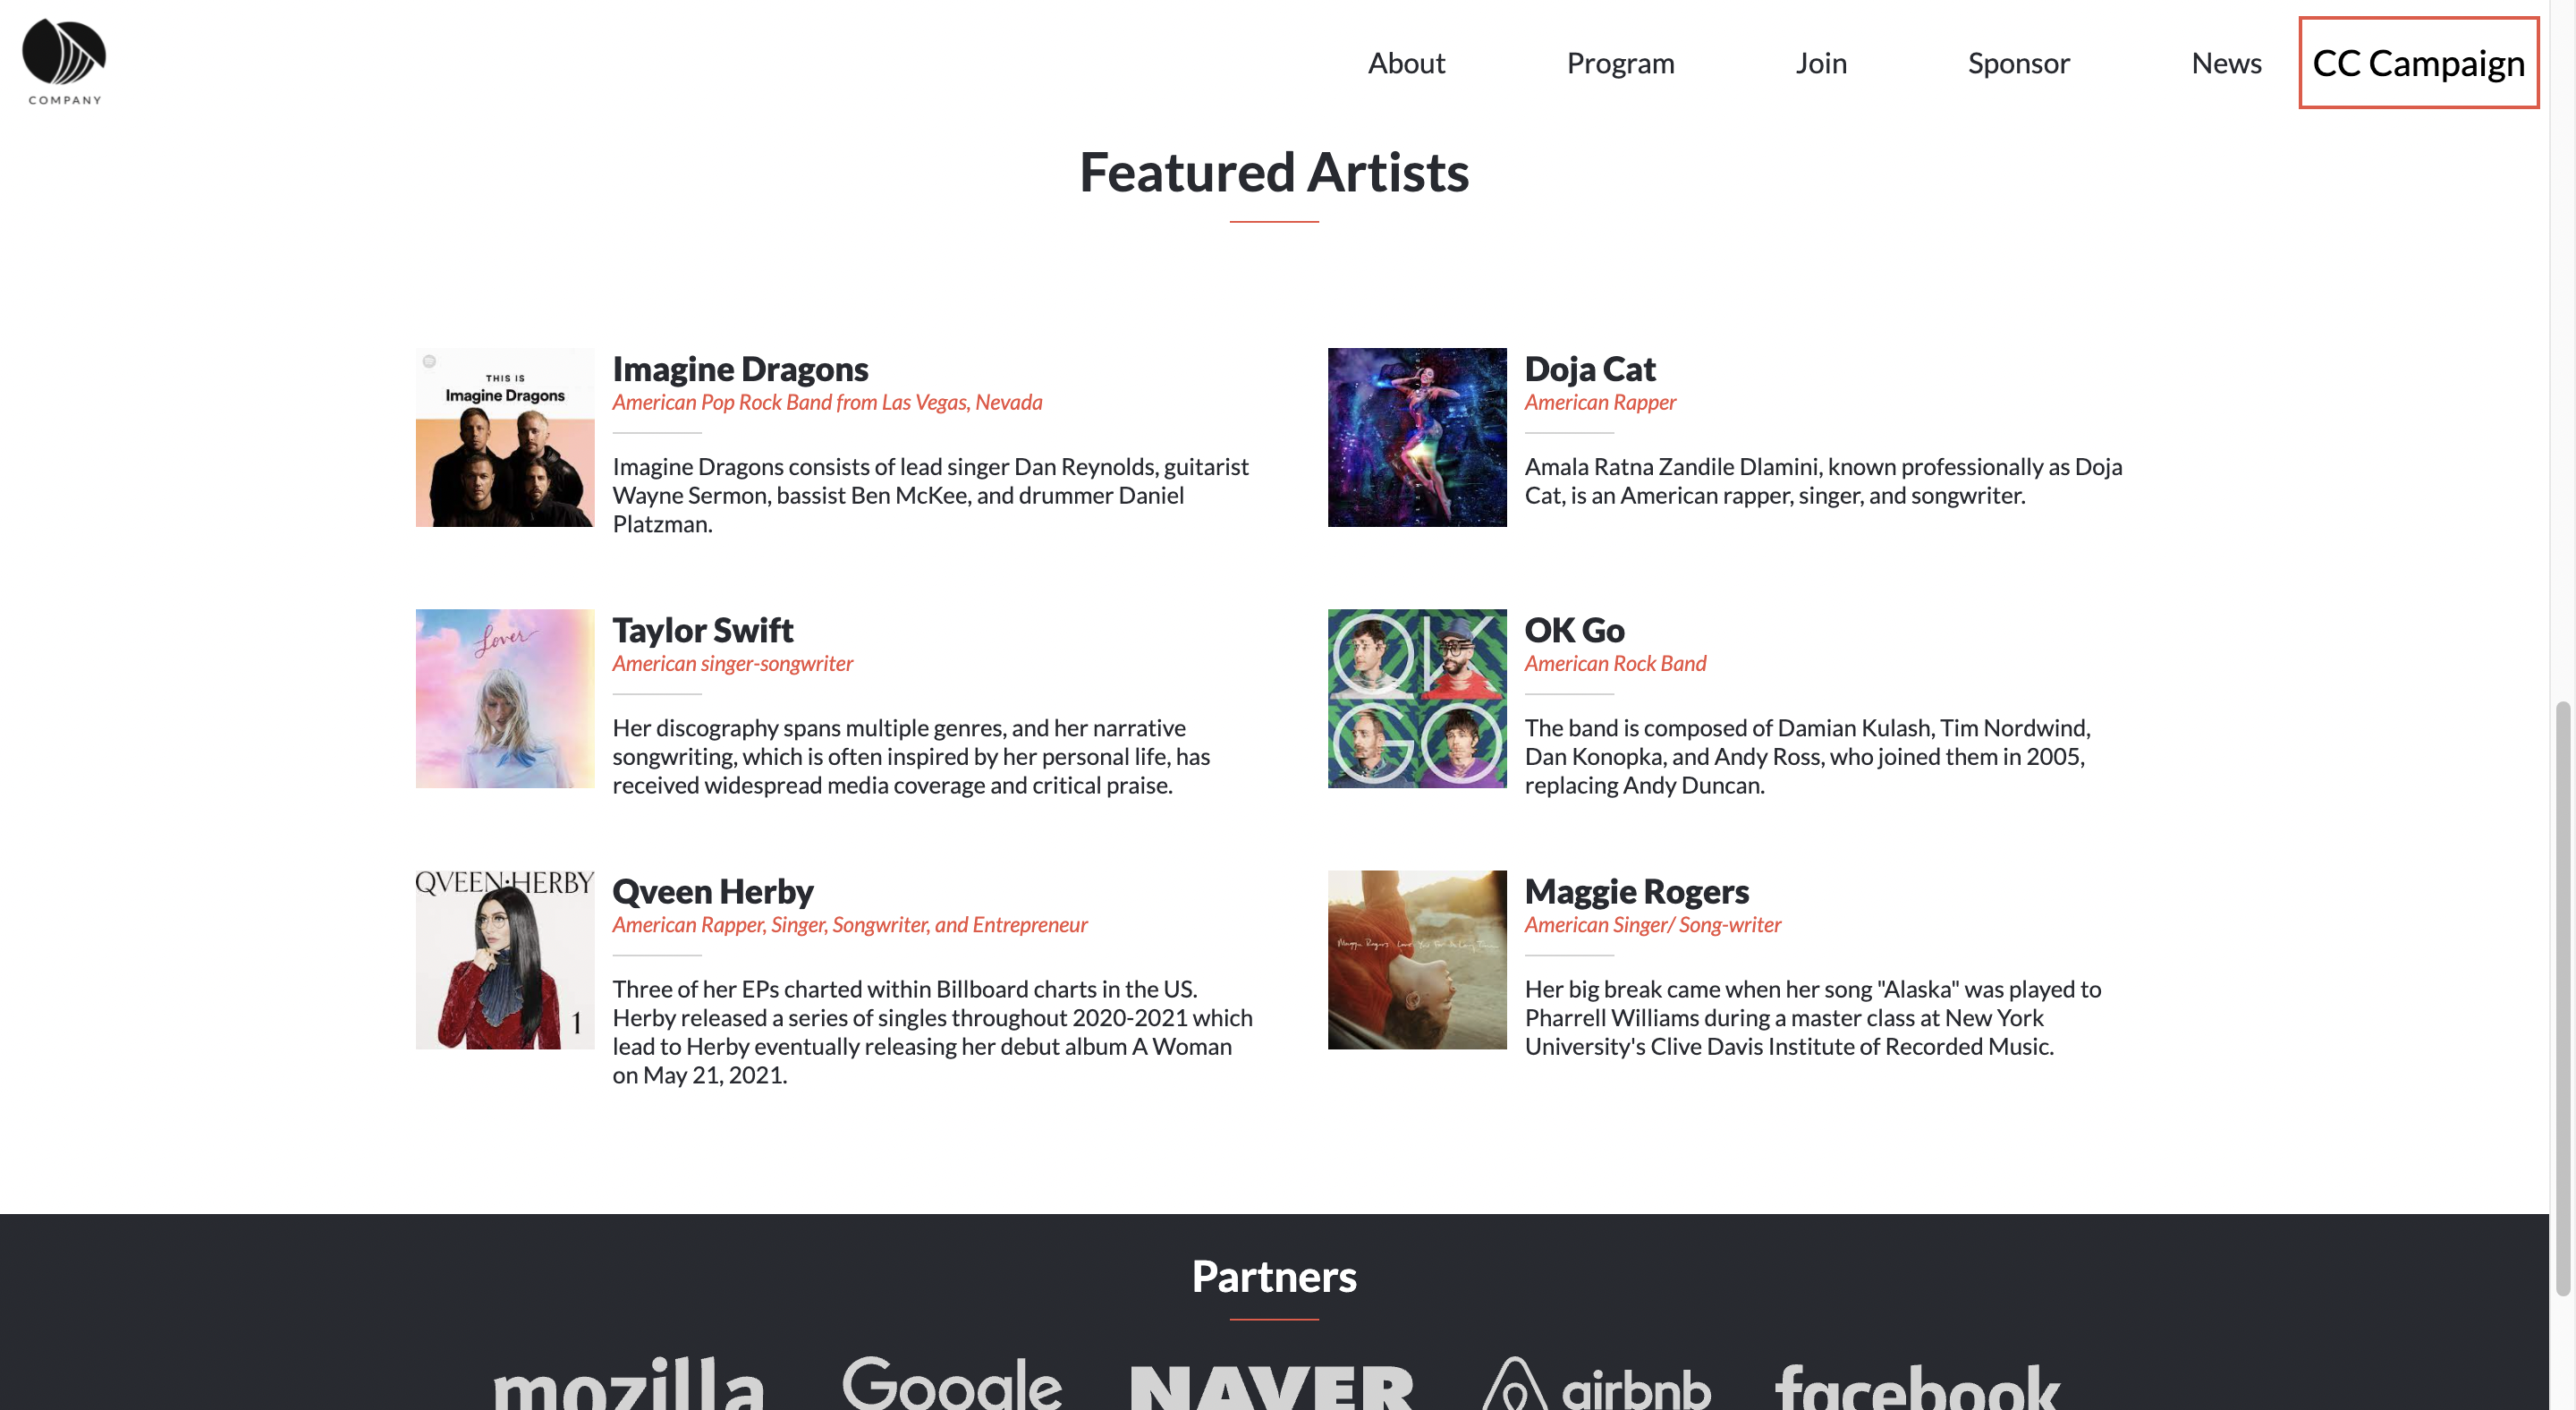 COMPANY
About
Program
Join
Sponsor
News
CC Campaign
Featured Artists
THIS IS
Imagine Dragons
Imagine Dragons
American Pop Rock Band from Las Vegas, Nevada
Imagine Dragons consists of lead singer Dan Reynolds, guitarist
Wayne Sermon, bassist Ben McKee, and drummer Daniel
Platzman.
Doja Cat
American Rapper
Amala Ratna Zandile Dlamini, known professionally as Doja
Cat, is an American rapper, singer, and songwriter.
Lover
Taylor Swift
American singer-songwriter
Her discography spans multiple genres, and her narrative
songwriting, which is often inspired by her personal life, has
received widespread media coverage and critical praise.
OK
GO
OK Go
American Rock Band
The band is composed of Damian Kulash, Tim Nordwind,
Dan Konopka, and Andy Ross, who joined them in 2005,
replacing Andy Duncan.
QVEEN·HERBY
1
Qveen Herby
American Rapper, Singer, Songwriter, and Entrepreneur
Three of her EPs charted within Billboard charts in the US.
Herby released a series of singles throughout 2020-2021 which
lead to Herby eventually releasing her debut album A Woman
on May 21, 2021.
Maggie Rogers
Maggie Rogers
American Singer/ Song-writer
Her big break came when her song "Alaska" was played to
Pharrell Williams during a master class at New York
University's Clive Davis Institute of Recorded Music.
Partners
mozilla
Google
NAVER
airbnb
facebook